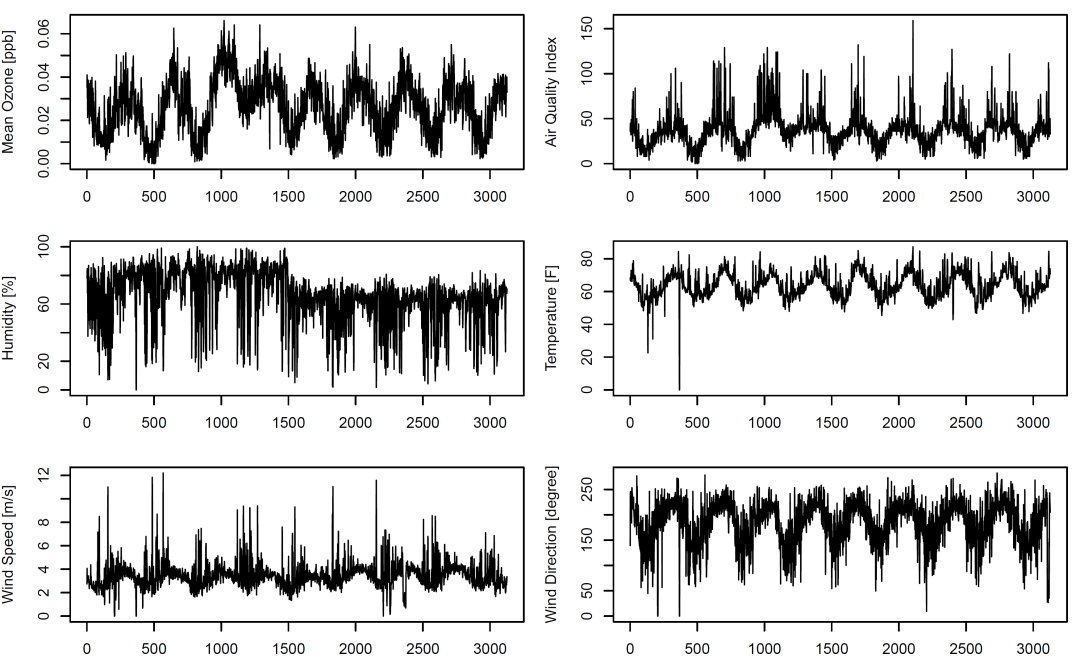 Mean Ozone [ppb]
0.00 0.02 0.04 0.06
0 500 1000 1500 2000 2500 3000
Air Quality Index
0 50 100 150
0 500 1000 1500 2000 2500 3000
Humidity [%]
0 20 60 100
0 500 1000 1500 2000 2500 3000
Temperature [F]
0 20 40 60 80
0 500 1000 1500 2000 2500 3000
Wind Speed [m/s]
0 2 4 6 8 12
0 500 1000 1500 2000 2500 3000
Wind Direction [degree]
0 50 150 250
0 500 1000 1500 2000 2500 3000